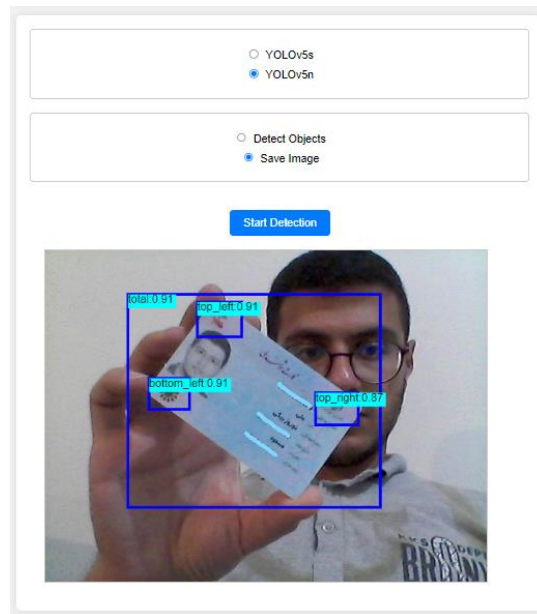 YOLOv5s
YOLOv5n
Detect Objects
Save Image
Start Detection
total:0.91
top_left:0.91
bottom_left:0.91
top_right:0.87